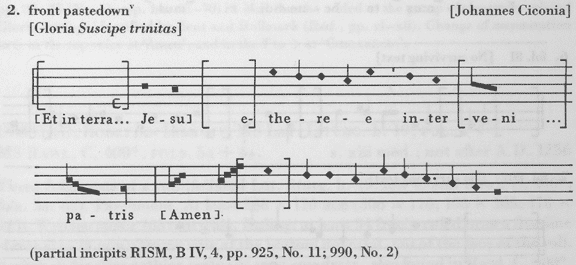 2. front pastedownᵛ [Johannes Ciconia]
[Gloria Suscipe trinitas]
[Et in terra... Je - su] e- the - re - e in - ter [-ve - ni ...]
pa - tris [Amen].
(partial incipits RISM, B IV, 4, pp. 925, No. 11; 990, No. 2)